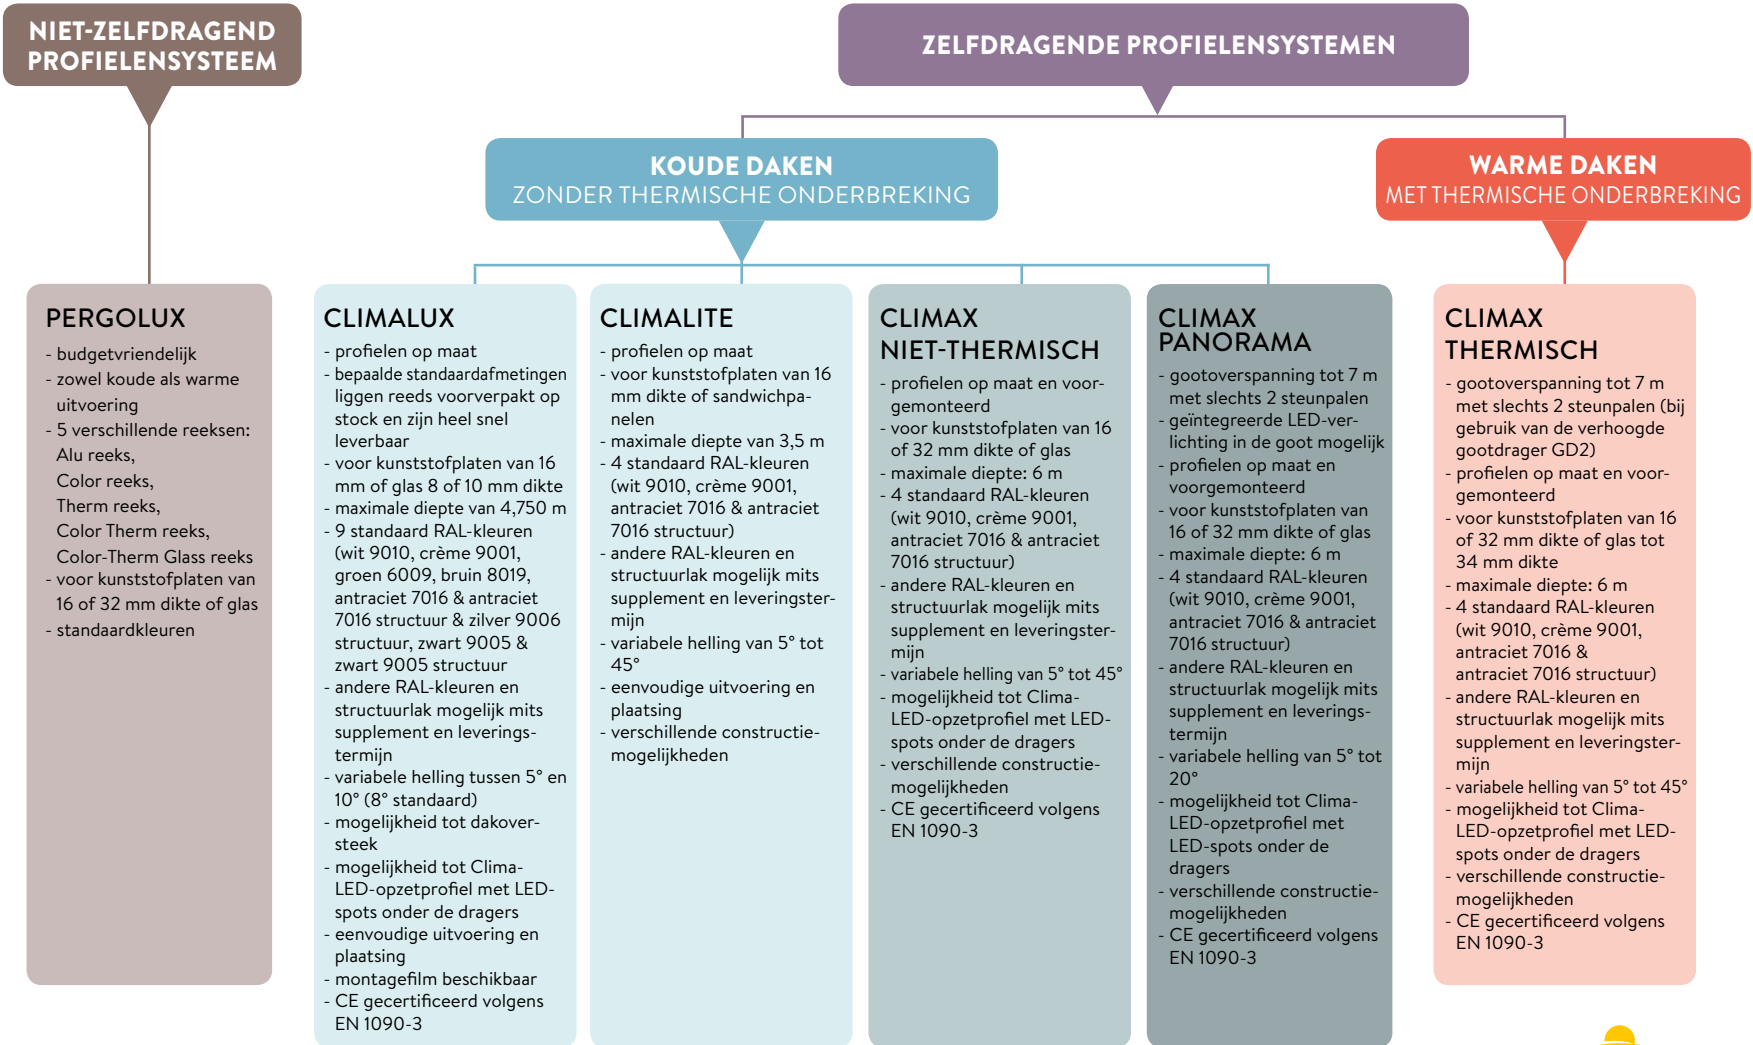 NIET-ZELFDRAGEND
PROFIELENSYSTEEM
ZELFDRAGENDE PROFIELENSYSTEMEN
KOUDE DAKEN
ZONDER THERMISCHE ONDERBREKING
WARME DAKEN
MET THERMISCHE ONDERBREKING
PERGOLUX
- budgetvriendelijk
- zowel koude als warme
uitvoering
- 5 verschillende reeksen:
Alu reeks,
Color reeks,
Therm reeks,
Color Therm reeks,
Color-Therm Glass reeks
- voor kunststofplaten van
16 of 32 mm dikte of glas
- standaardkleuren
CLIMALUX
- profielen op maat
- bepaalde standaardafmetingen
liggen reeds voorverpakt op
stock en zijn heel snel
leverbaar
- voor kunststofplaten van 16
mm of glas 8 of 10 mm dikte
- maximale diepte van 4,750 m
- 9 standaard RAL-kleuren
(wit 9010, crème 9001,
groen 6009, bruin 8019,
antraciet 7016 & antraciet
7016 structuur & zilver 9006
structuur, zwart 9005 &
zwart 9005 structuur
- andere RAL-kleuren en
structuurlak mogelijk mits
supplement en leverings-
termijn
- variabele helling tussen 5° en
10° (8° standaard)
- mogelijkheid tot dakover-
steek
- mogelijkheid tot Clima-
LED-opzetprofiel met LED-
spots onder de dragers
- eenvoudige uitvoering en
plaatsing
- montagefilm beschikbaar
- CE gecertificeerd volgens
EN 1090-3
CLIMALITE
- profielen op maat
- voor kunststofplaten van 16
mm dikte of sandwichpa-
nelen
- maximale diepte van 3,5 m
- 4 standaard RAL-kleuren
(wit 9010, crème 9001,
antraciet 7016 & antraciet
7016 structuur)
- andere RAL-kleuren en
structuurlak mogelijk mits
supplement en leveringster-
mijn
- variabele helling van 5° tot
45°
- eenvoudige uitvoering en
plaatsing
- verschillende constructie-
mogelijkheden
CLIMAX
NIET-THERMISCH
- profielen op maat en voor-
gemonteerd
- voor kunststofplaten van 16
of 32 mm dikte of glas
- maximale diepte: 6 m
- 4 standaard RAL-kleuren
(wit 9010, crème 9001,
antraciet 7016 & antraciet
7016 structuur)
- andere RAL-kleuren en
structuurlak mogelijk mits
supplement en leveringster-
mijn
- variabele helling van 5° tot 45°
- mogelijkheid tot Clima-
LED-opzetprofiel met LED-
spots onder de dragers
- verschillende constructie-
mogelijkheden
- CE gecertificeerd volgens
EN 1090-3
CLIMAX
PANORAMA
- gootoverspanning tot 7 m
met slechts 2 steunpalen
- geïntegreerde LED-ver-
lichting in de goot mogelijk
- profielen op maat en
voorgemonteerd
- voor kunststofplaten van
16 of 32 mm dikte of glas
- maximale diepte: 6 m
- 4 standaard RAL-kleuren
(wit 9010, crème 9001,
antraciet 7016 & antraciet
7016 structuur)
- andere RAL-kleuren en
structuurlak mogelijk mits
supplement en leverings-
termijn
- variabele helling van 5° tot
20°
- mogelijkheid tot Clima-
LED-opzetprofiel met
LED-spots onder de
dragers
- verschillende constructie-
mogelijkheden
- CE gecertificeerd volgens
EN 1090-3
CLIMAX
THERMISCH
- gootoverspanning tot 7 m
met slechts 2 steunpalen (bij
gebruik van de verhoogde
gootdrager GD2)
- profielen op maat en voor-
gemonteerd
- voor kunststofplaten van 16
of 32 mm dikte of glas tot
34 mm dikte
- maximale diepte: 6 m
- 4 standaard RAL-kleuren
(wit 9010, crème 9001,
antraciet 7016 &
antraciet 7016 structuur)
- andere RAL-kleuren en
structuurlak mogelijk mits
supplement en leveringster-
mijn
- variabele helling van 5° tot 45°
- mogelijkheid tot Clima-
LED-opzetprofiel met LED-
spots onder de dragers
- verschillende constructie-
mogelijkheden
- CE gecertificeerd volgens
EN 1090-3